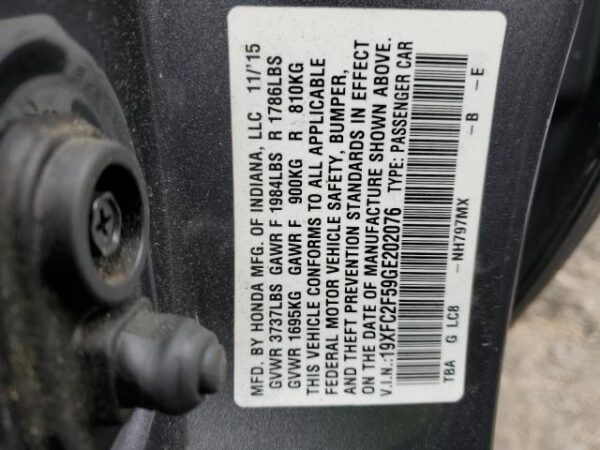 MFD. BY HONDA MFG. OF INDIANA, LLC 11/'15
GVWR 3737LBS GAWR F 1984LBS R 1786LBS
GVWR 1695KG GAWR F 900KG R 810KG
THIS VEHICLE CONFORMS TO ALL APPLICABLE
FEDERAL MOTOR VEHICLE SAFETY, BUMPER,
AND THEFT PREVENTION STANDARDS IN EFFECT
ON THE DATE OF MANUFACTURE SHOWN ABOVE.
V.I.N.:19XFC2F59GE202076 TYPE: PASSENGER CAR
TBA G LC8 -NH797MX -B -E